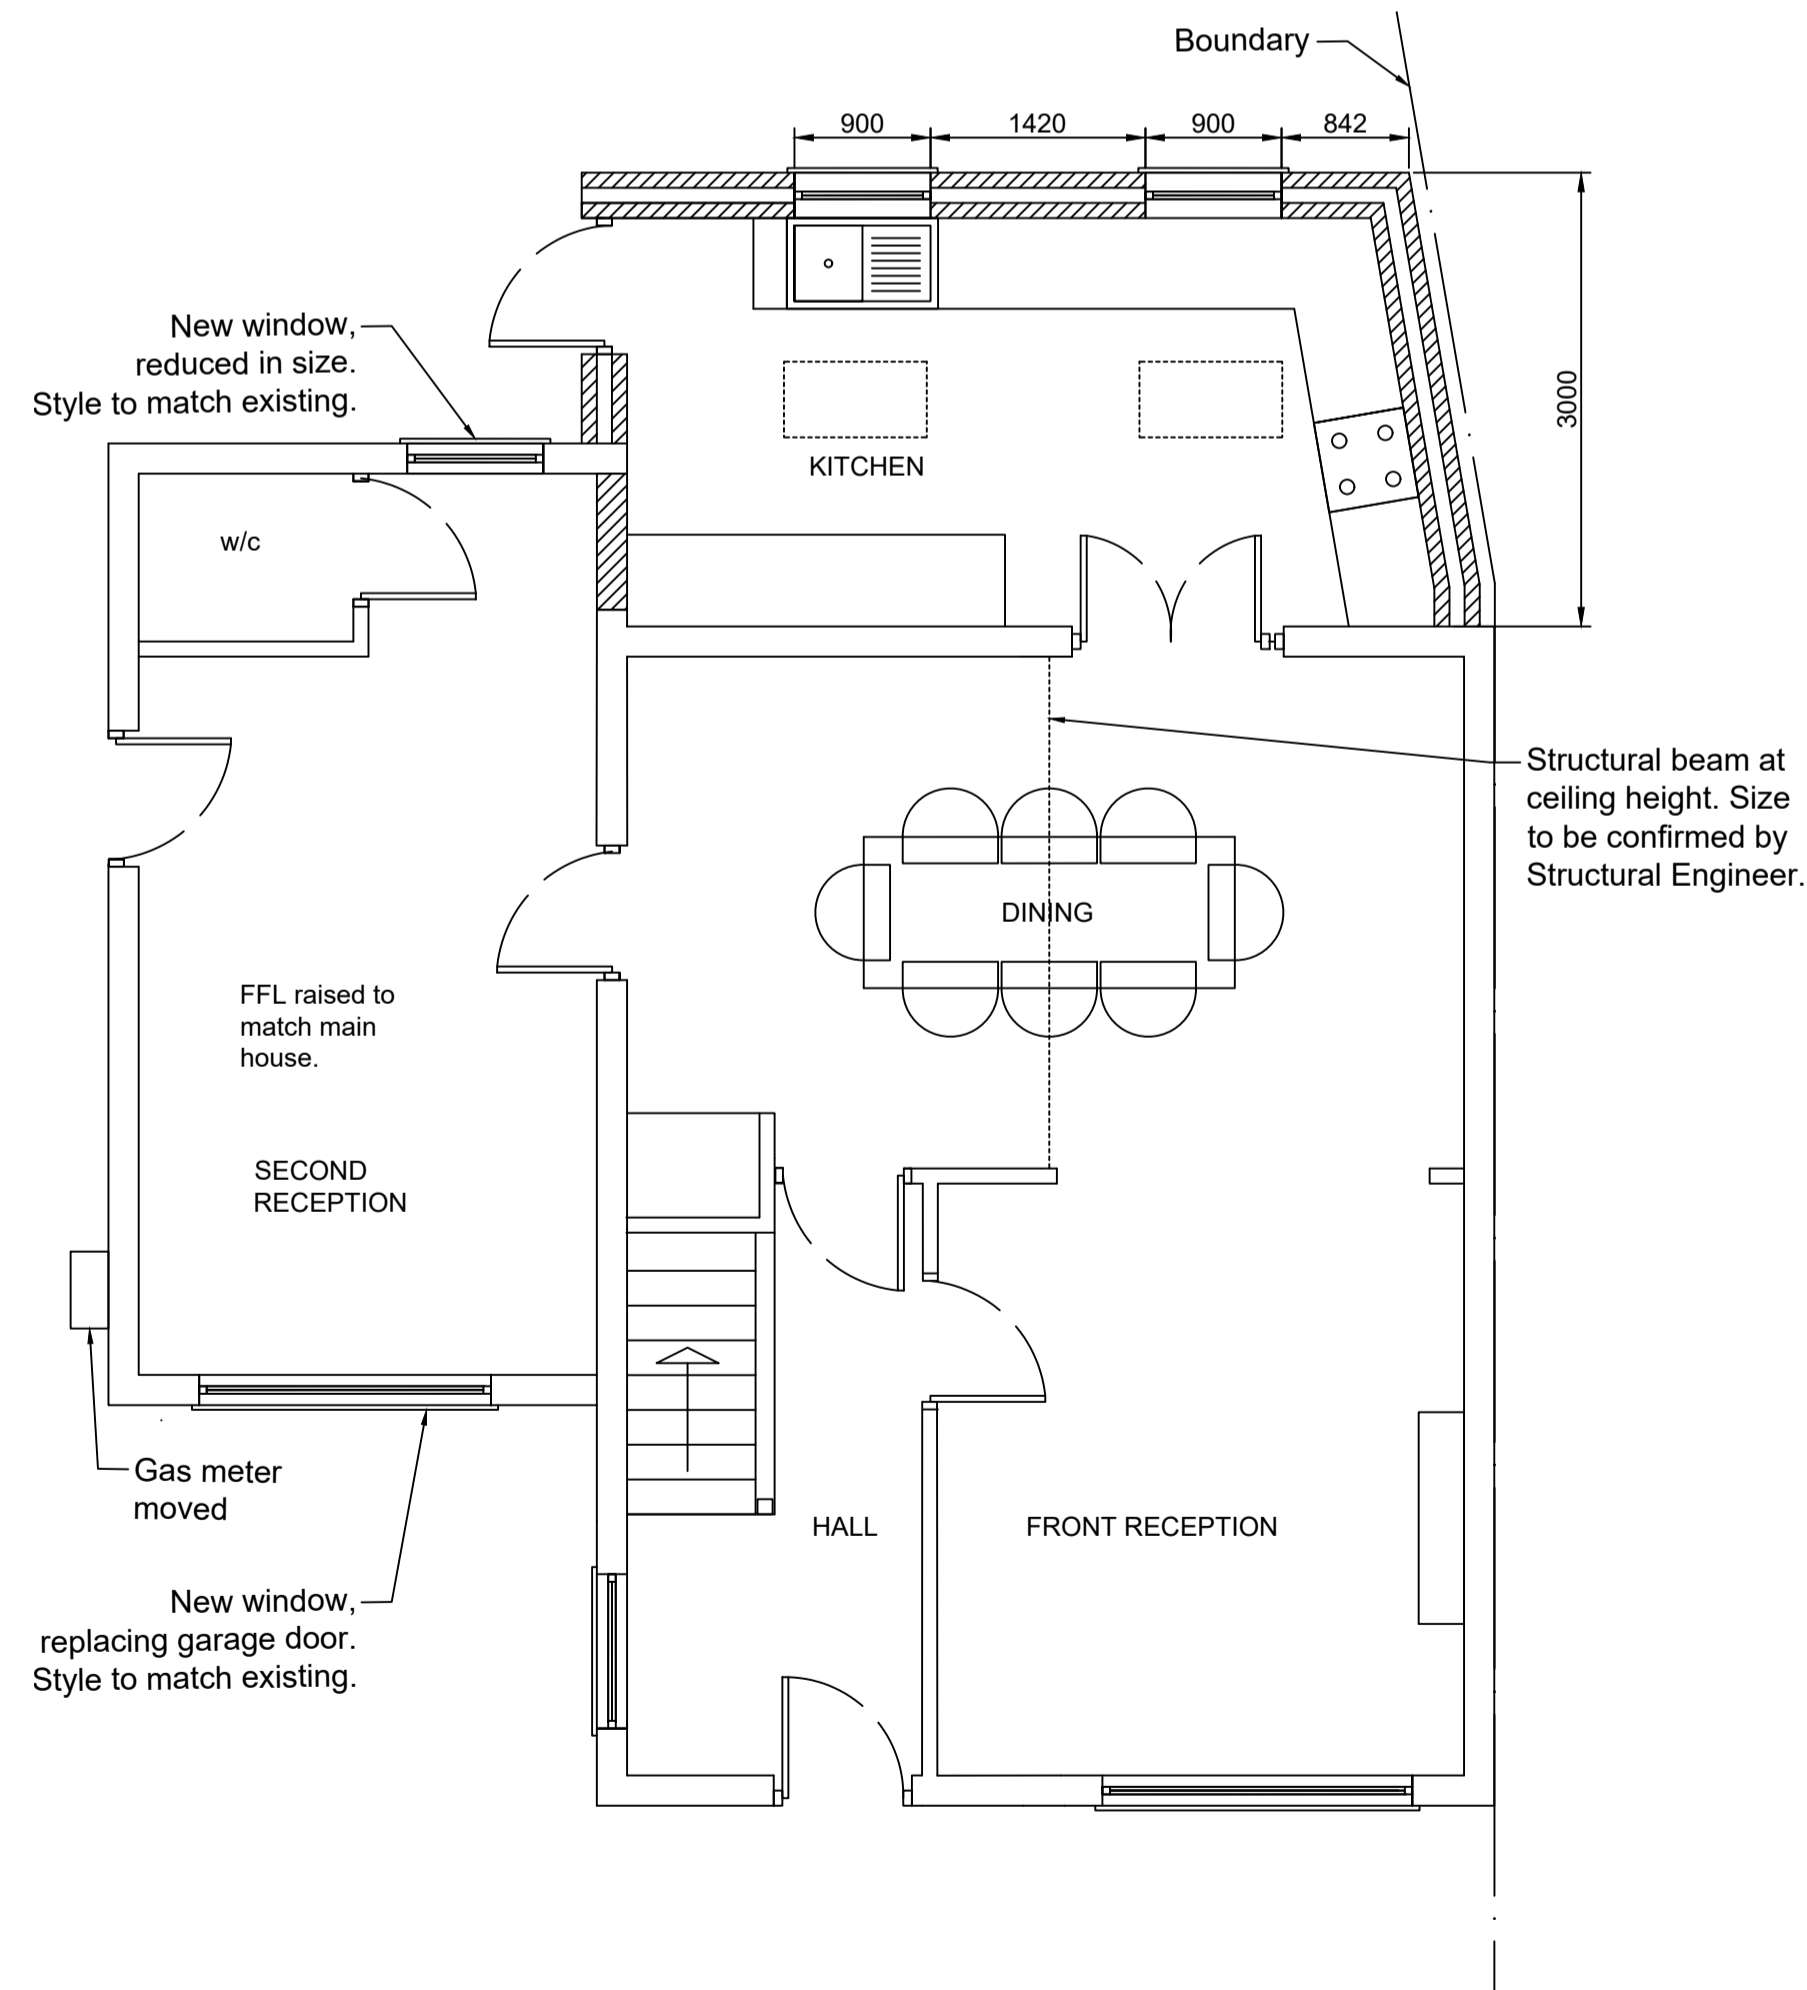 Boundary
900
1420
900
842
New window,
reduced in size.
Style to match existing.
3000
KITCHEN
w/c
Structural beam at
ceiling height. Size
to be confirmed by
Structural Engineer.
DINING
FFL raised to
match main
house.
SECOND
RECEPTION
Gas meter
moved
HALL
FRONT RECEPTION
New window,
replacing garage door.
Style to match existing.